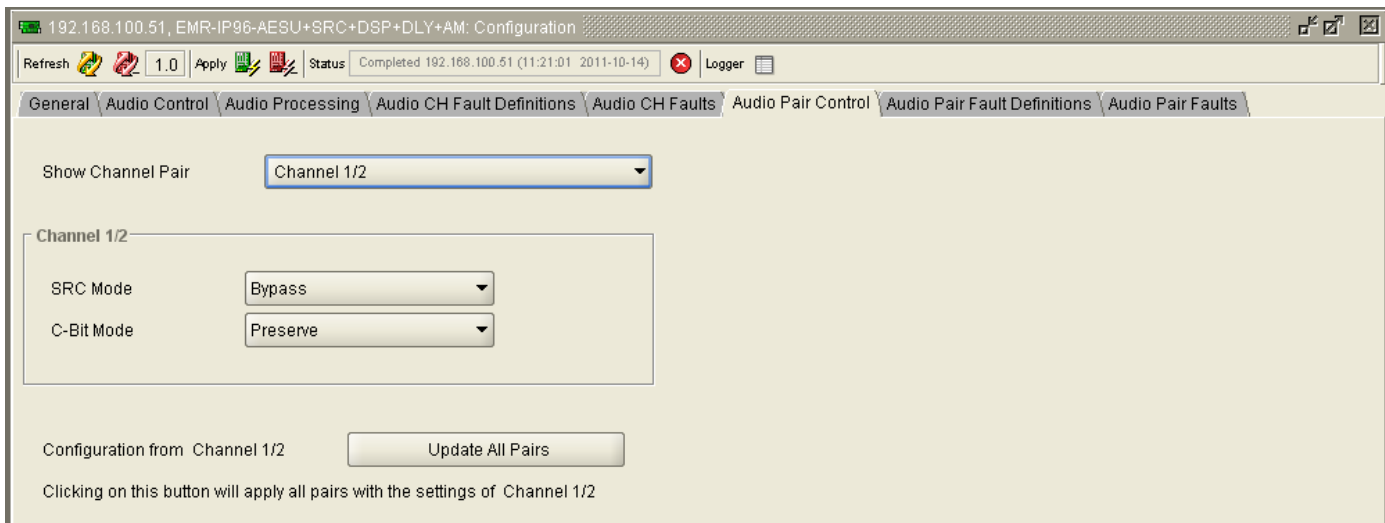 192.168.100.51, EMR-IP96-AESU+SRC+DSP+DLY+AM: Configuration
Refresh 1.0 Apply Status Completed 192.168.100.51 (11:21:01 2011-10-14) Logger
General Audio Control Audio Processing Audio CH Fault Definitions Audio CH Faults Audio Pair Control Audio Pair Fault Definitions Audio Pair Faults
Show Channel Pair Channel 1/2
Channel 1/2
SRC Mode Bypass
C-Bit Mode Preserve
Configuration from Channel 1/2 Update All Pairs
Clicking on this button will apply all pairs with the settings of Channel 1/2